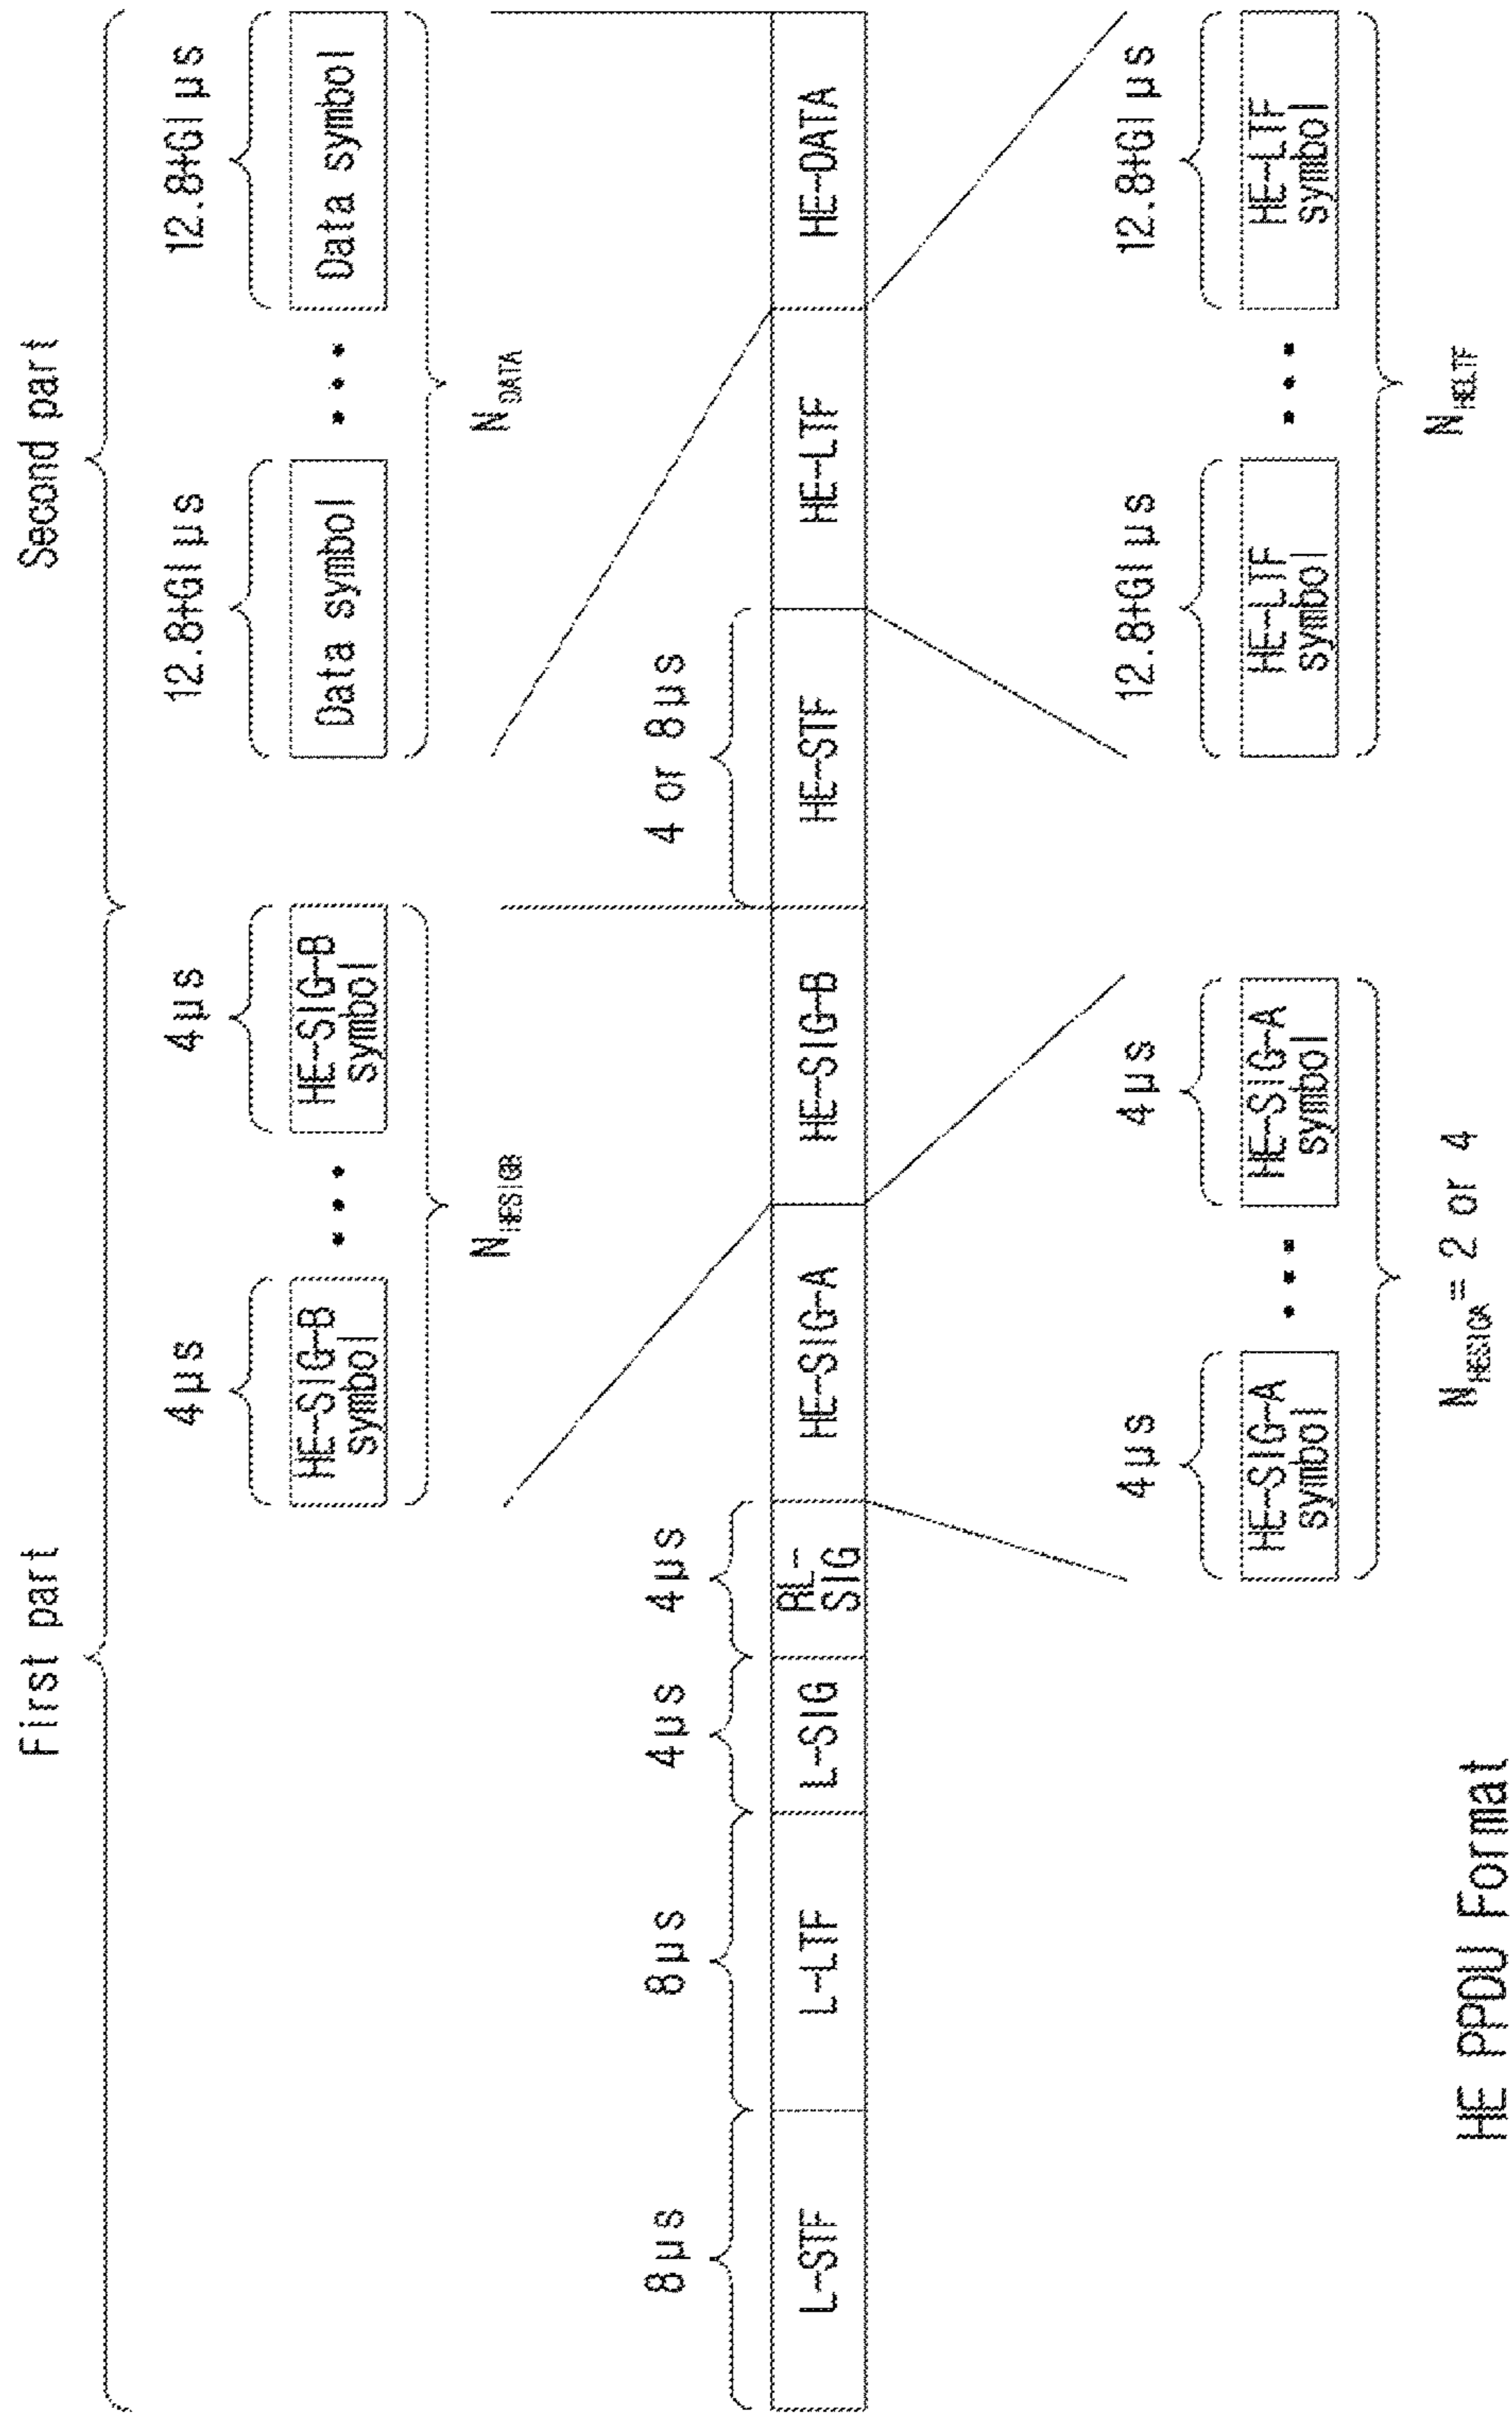 First part
Second part
4μs
4μs
12.8+GI μs
12.8+GI μs
HE-SIG-B
symbol
•••
HE-SIG-B
symbol
Data symbol
•••
Data symbol
N_HESIGB
N_DATA
8μs
8μs
4μs
4μs
4 or 8μs
L-STF
L-LTF
L-SIG
RL-
SIG
HE-SIG-A
HE-SIG-B
HE-STF
HE-LTF
HE-DATA
4μs
4μs
12.8+GI μs
12.8+GI μs
HE-SIG-A
symbol
•••
HE-SIG-A
symbol
HE-LTF
symbol
•••
HE-LTF
symbol
N_HESIGA = 2 or 4
N_HELTF
HE PPDU Format